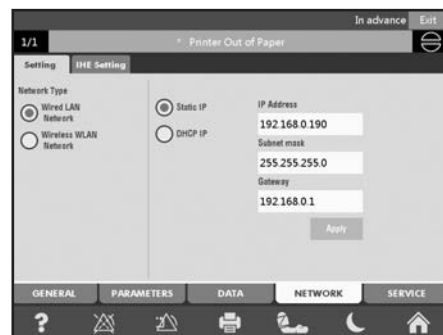 In advance Exit
1/1 * Printer Out of Paper
Setting IHE Setting
Network Type
Wired LAN Network
Wireless WLAN Network
Static IP
DHCP IP
IP Address
192.168.0.190
Subnet mask
255.255.255.0
Gateway
192.168.0.1
Apply
GENERAL PARAMETERS DATA NETWORK SERVICE
?